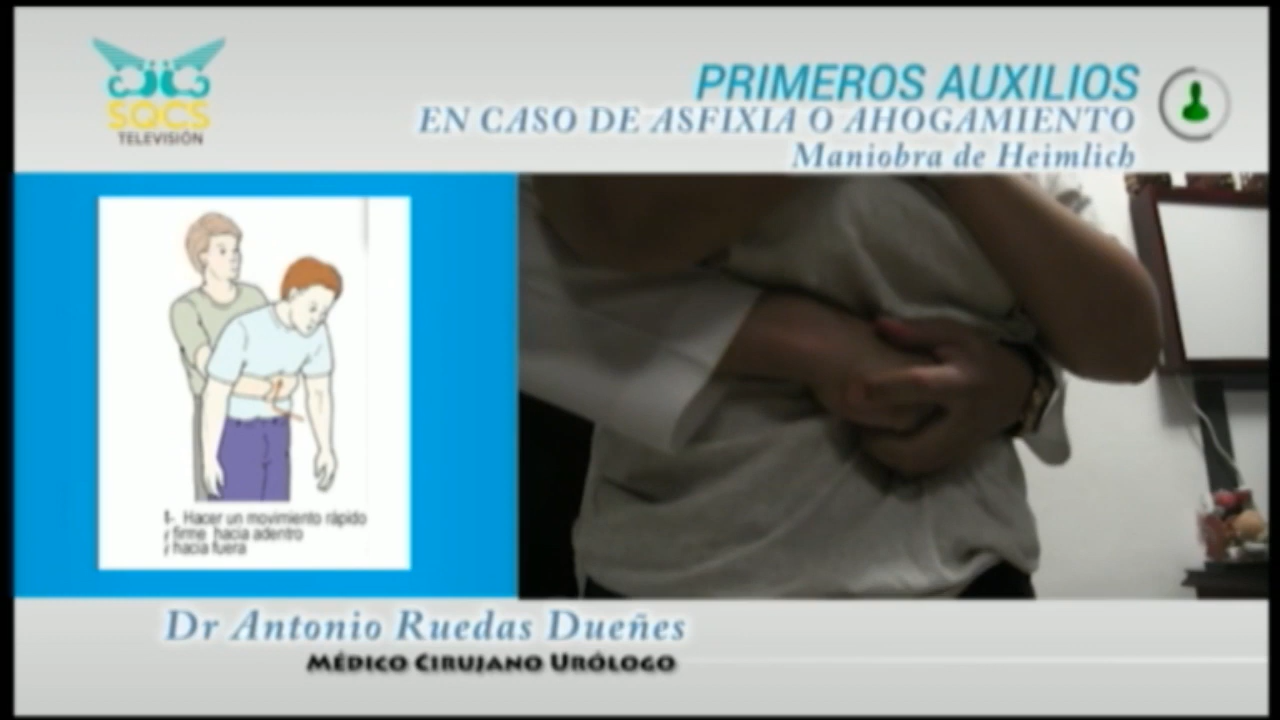 SQCS
TELEVISIÓN
PRIMEROS AUXILIOS
EN CASO DE ASFIXIA O AHOGAMIENTO
Maniobra de Heimlich
Hacer un movimiento rápido
y firme hacia adentro
y hacia fuera
Dr Antonio Ruedas Dueñes
MÉDICO CIRUJANO URÓLOGO